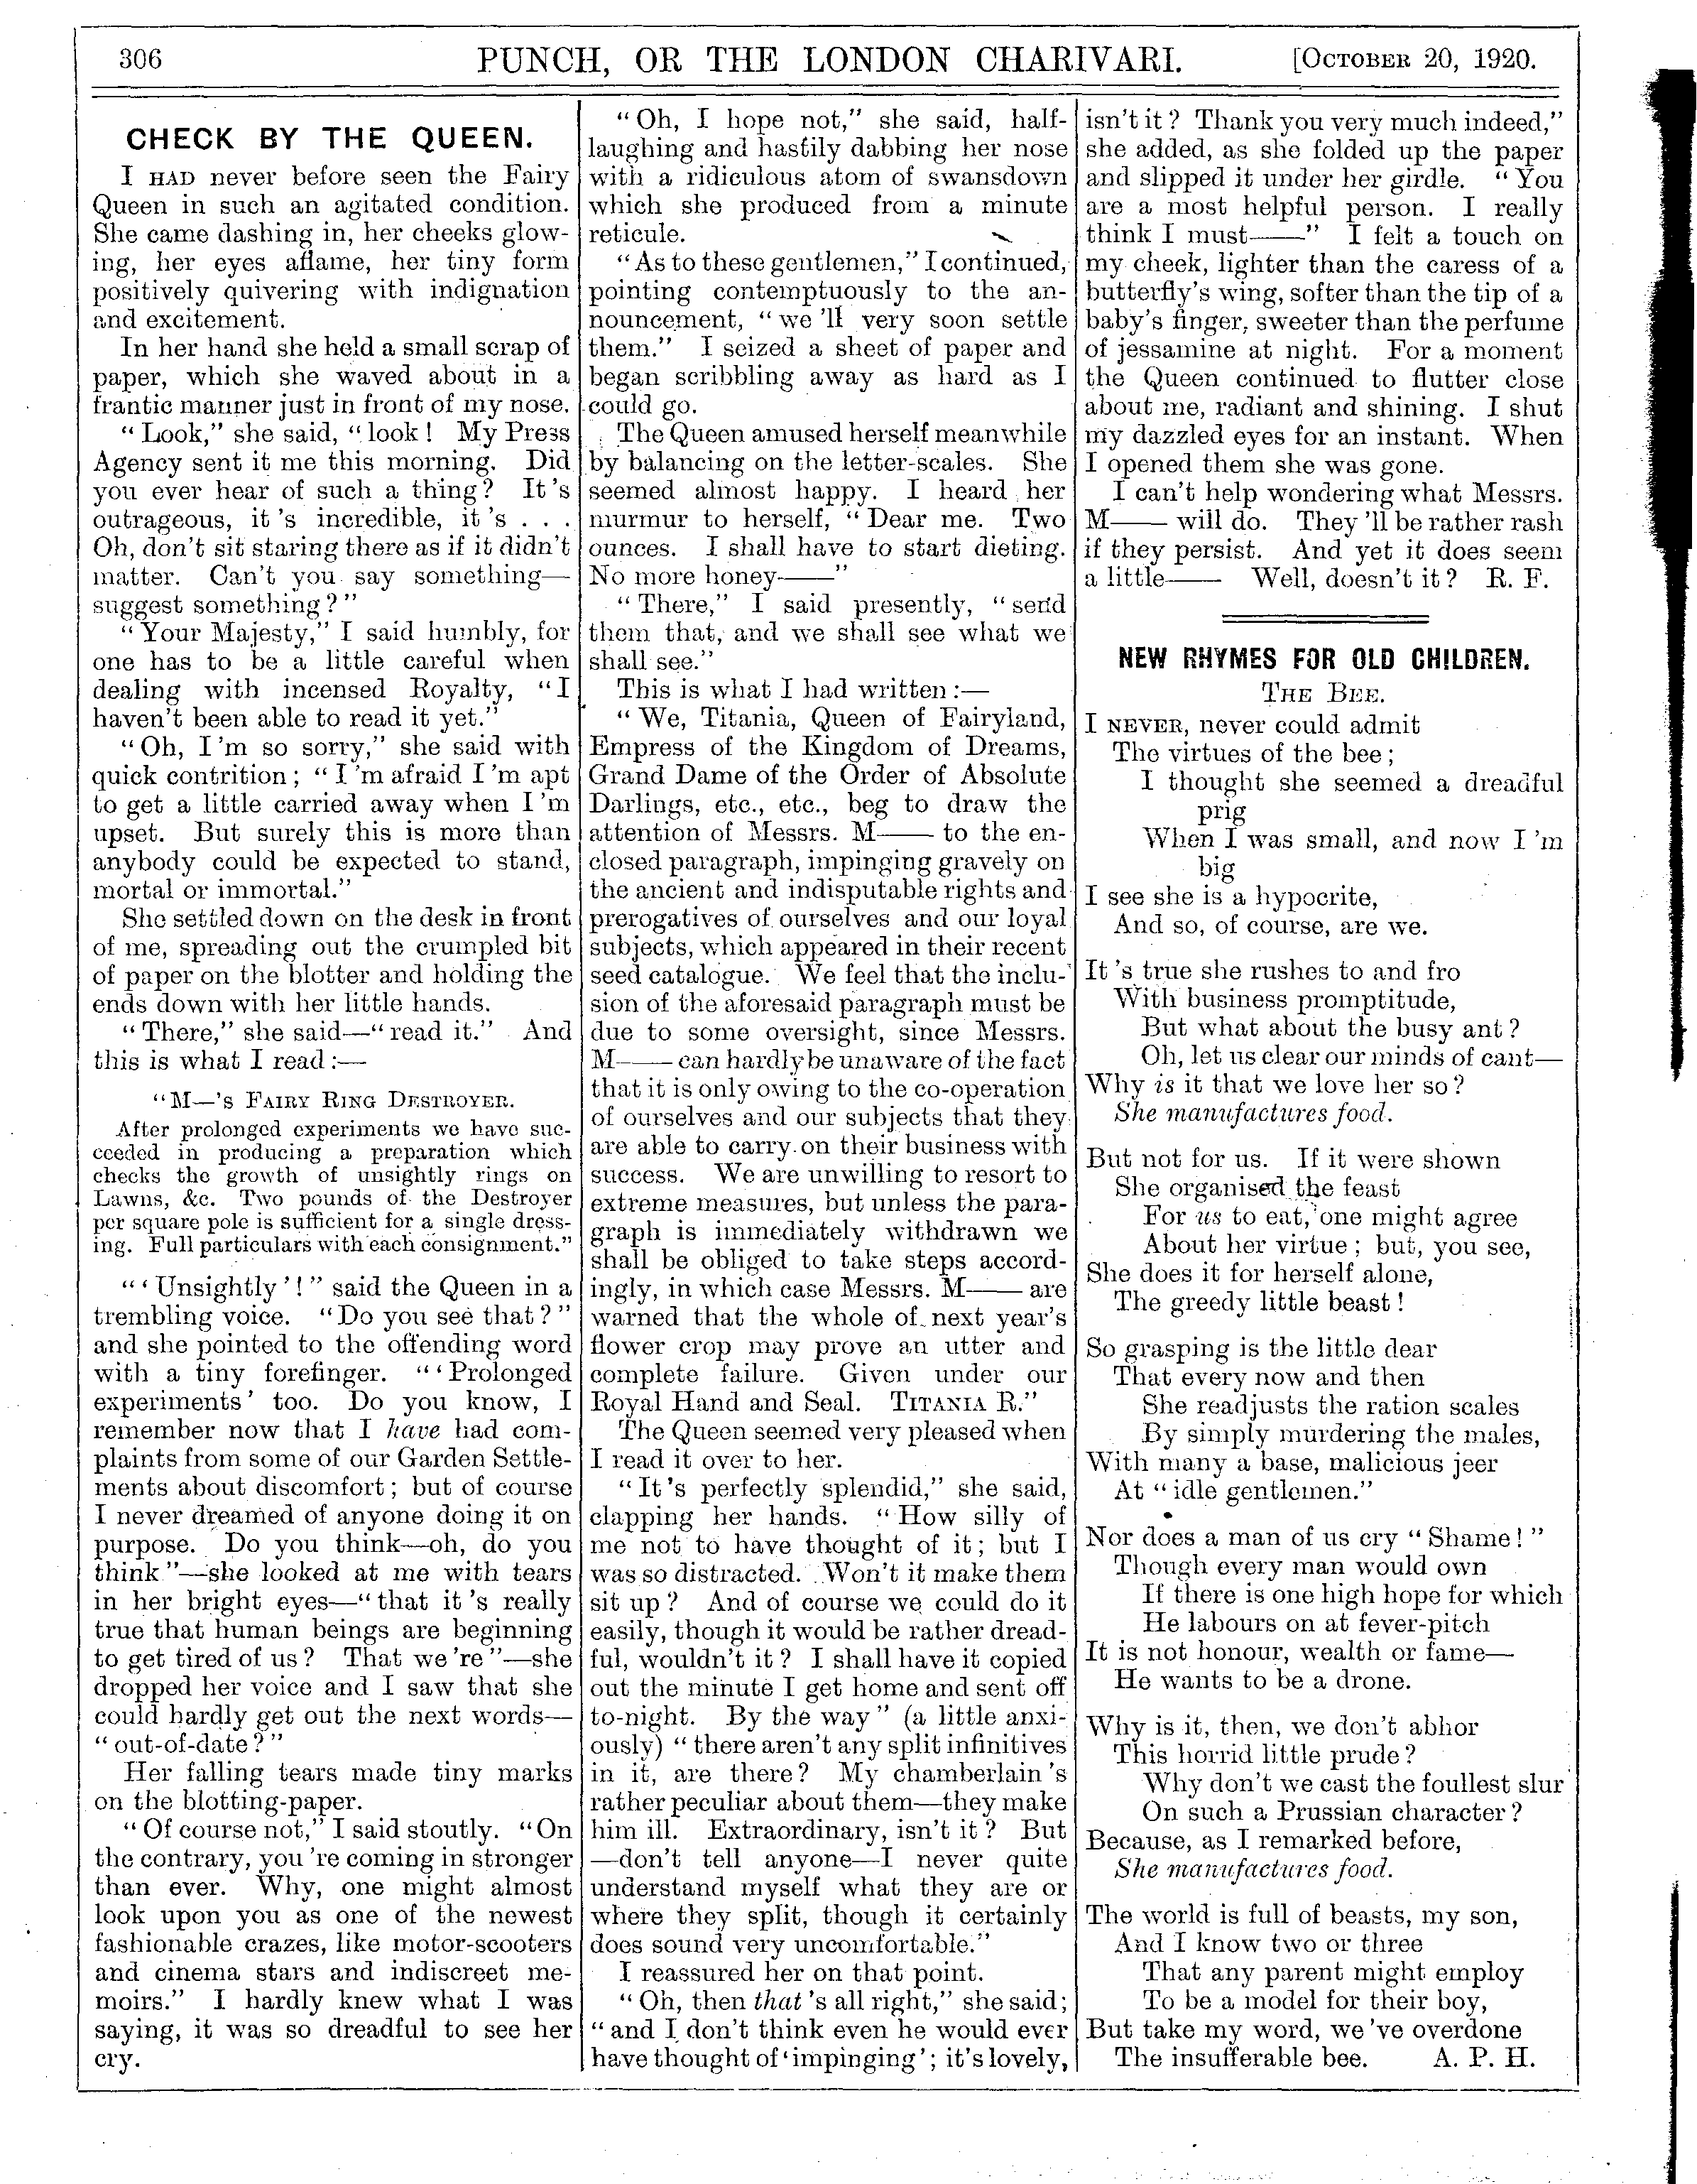 306
PUNCH, OR THE LONDON CHARIVARI.
[OCTOBER 20, 1920.
CHECK BY THE QUEEN.
I HAD never before seen the Fairy
Queen in such an agitated condition.
She came dashing in, her cheeks glow-
ing, her eyes aflame, her tiny form
positively quivering with indignation
and excitement.
In her hand she held a small scrap of
paper, which she waved about in a
frantic manner just in front of my nose.
"Look," she said, "look! My Press
Agency sent it me this morning. Did
you ever hear of such a thing? It's
outrageous, it's incredible, it's . . .
Oh, don't sit staring there as if it didn't
matter. Can't you say something—
suggest something?"
"Your Majesty," I said humbly, for
one has to be a little careful when
dealing with incensed Royalty, "I
haven't been able to read it yet."
"Oh, I'm so sorry," she said with
quick contrition; "I'm afraid I'm apt
to get a little carried away when I'm
upset. But surely this is more than
anybody could be expected to stand,
mortal or immortal."
She settled down on the desk in front
of me, spreading out the crumpled bit
of paper on the blotter and holding the
ends down with her little hands.
"There," she said—"read it." And
this is what I read:—
"M—'S FAIRY RING DESTROYER.
After prolonged experiments we have suc-
ceeded in producing a preparation which
checks the growth of unsightly rings on
Lawns, &c. Two pounds of the Destroyer
per square pole is sufficient for a single dress-
ing. Full particulars with each consignment."
"'Unsightly'!" said the Queen in a
trembling voice. "Do you see that?"
and she pointed to the offending word
with a tiny forefinger. "'Prolonged
experiments' too. Do you know, I
remember now that I have had com-
plaints from some of our Garden Settle-
ments about discomfort; but of course
I never dreamed of anyone doing it on
purpose. Do you think—oh, do you
think"—she looked at me with tears
in her bright eyes—"that it's really
true that human beings are beginning
to get tired of us? That we're"—she
dropped her voice and I saw that she
could hardly get out the next words—
"out-of-date?"
Her falling tears made tiny marks
on the blotting-paper.
"Of course not," I said stoutly. "On
the contrary, you're coming in stronger
than ever. Why, one might almost
look upon you as one of the newest
fashionable crazes, like motor-scooters
and cinema stars and indiscreet me-
moirs." I hardly knew what I was
saying, it was so dreadful to see her
cry.
"Oh, I hope not," she said, half-
laughing and hastily dabbing her nose
with a ridiculous atom of swansdown
which she produced from a minute
reticule.
"As to these gentlemen," I continued,
pointing contemptuously to the an-
nouncement, "we'll very soon settle
them." I seized a sheet of paper and
began scribbling away as hard as I
could go.
The Queen amused herself meanwhile
by balancing on the letter-scales. She
seemed almost happy. I heard her
murmur to herself, "Dear me. Two
ounces. I shall have to start dieting.
No more honey——"
"There," I said presently, "send
them that, and we shall see what we
shall see."
This is what I had written:—
"We, Titania, Queen of Fairyland,
Empress of the Kingdom of Dreams,
Grand Dame of the Order of Absolute
Darlings, etc., etc., beg to draw the
attention of Messrs. M—— to the en-
closed paragraph, impinging gravely on
the ancient and indisputable rights and
prerogatives of ourselves and our loyal
subjects, which appeared in their recent
seed catalogue. We feel that the inclu-
sion of the aforesaid paragraph must be
due to some oversight, since Messrs.
M—— can hardly be unaware of the fact
that it is only owing to the co-operation
of ourselves and our subjects that they
are able to carry on their business with
success. We are unwilling to resort to
extreme measures, but unless the para-
graph is immediately withdrawn we
shall be obliged to take steps accord-
ingly, in which case Messrs. M—— are
warned that the whole of next year's
flower crop may prove an utter and
complete failure. Given under our
Royal Hand and Seal. TITANIA R."
The Queen seemed very pleased when
I read it over to her.
"It's perfectly splendid," she said,
clapping her hands. "How silly of
me not to have thought of it; but I
was so distracted. Won't it make them
sit up? And of course we could do it
easily, though it would be rather dread-
ful, wouldn't it? I shall have it copied
out the minute I get home and sent off
to-night. By the way" (a little anxi-
ously) "there aren't any split infinitives
in it, are there? My chamberlain's
rather peculiar about them—they make
him ill. Extraordinary, isn't it? But
—don't tell anyone—I never quite
understand myself what they are or
where they split, though it certainly
does sound very uncomfortable."
I reassured her on that point.
"Oh, then that's all right," she said;
"and I don't think even he would ever
have thought of 'impinging'; it's lovely,
isn't it? Thank you very much indeed,"
she added, as she folded up the paper
and slipped it under her girdle. "You
are a most helpful person. I really
think I must——" I felt a touch on
my cheek, lighter than the caress of a
butterfly's wing, softer than the tip of a
baby's finger, sweeter than the perfume
of jessamine at night. For a moment
the Queen continued to flutter close
about me, radiant and shining. I shut
my dazzled eyes for an instant. When
I opened them she was gone.
I can't help wondering what Messrs.
M—— will do. They'll be rather rash
if they persist. And yet it does seem
a little—— Well, doesn't it? R. F.
NEW RHYMES FOR OLD CHILDREN.
THE BEE.
I NEVER, never could admit
The virtues of the bee;
I thought she seemed a dreadful
prig
When I was small, and now I'm
big
I see she is a hypocrite,
And so, of course, are we.
It's true she rushes to and fro
With business promptitude,
But what about the busy ant?
Oh, let us clear our minds of cant—
Why is it that we love her so?
She manufactures food.
But not for us. If it were shown
She organised the feast
For us to eat, one might agree
About her virtue; but, you see,
She does it for herself alone,
The greedy little beast!
So grasping is the little dear
That every now and then
She readjusts the ration scales
By simply murdering the males,
With many a base, malicious jeer
At "idle gentlemen."
Nor does a man of us cry "Shame!"
Though every man would own
If there is one high hope for which
He labours on at fever-pitch
It is not honour, wealth or fame—
He wants to be a drone.
Why is it, then, we don't abhor
This horrid little prude?
Why don't we cast the foullest slur
On such a Prussian character?
Because, as I remarked before,
She manufactures food.
The world is full of beasts, my son,
And I know two or three
That any parent might employ
To be a model for their boy,
But take my word, we've overdone
The insufferable bee. A. P. H.